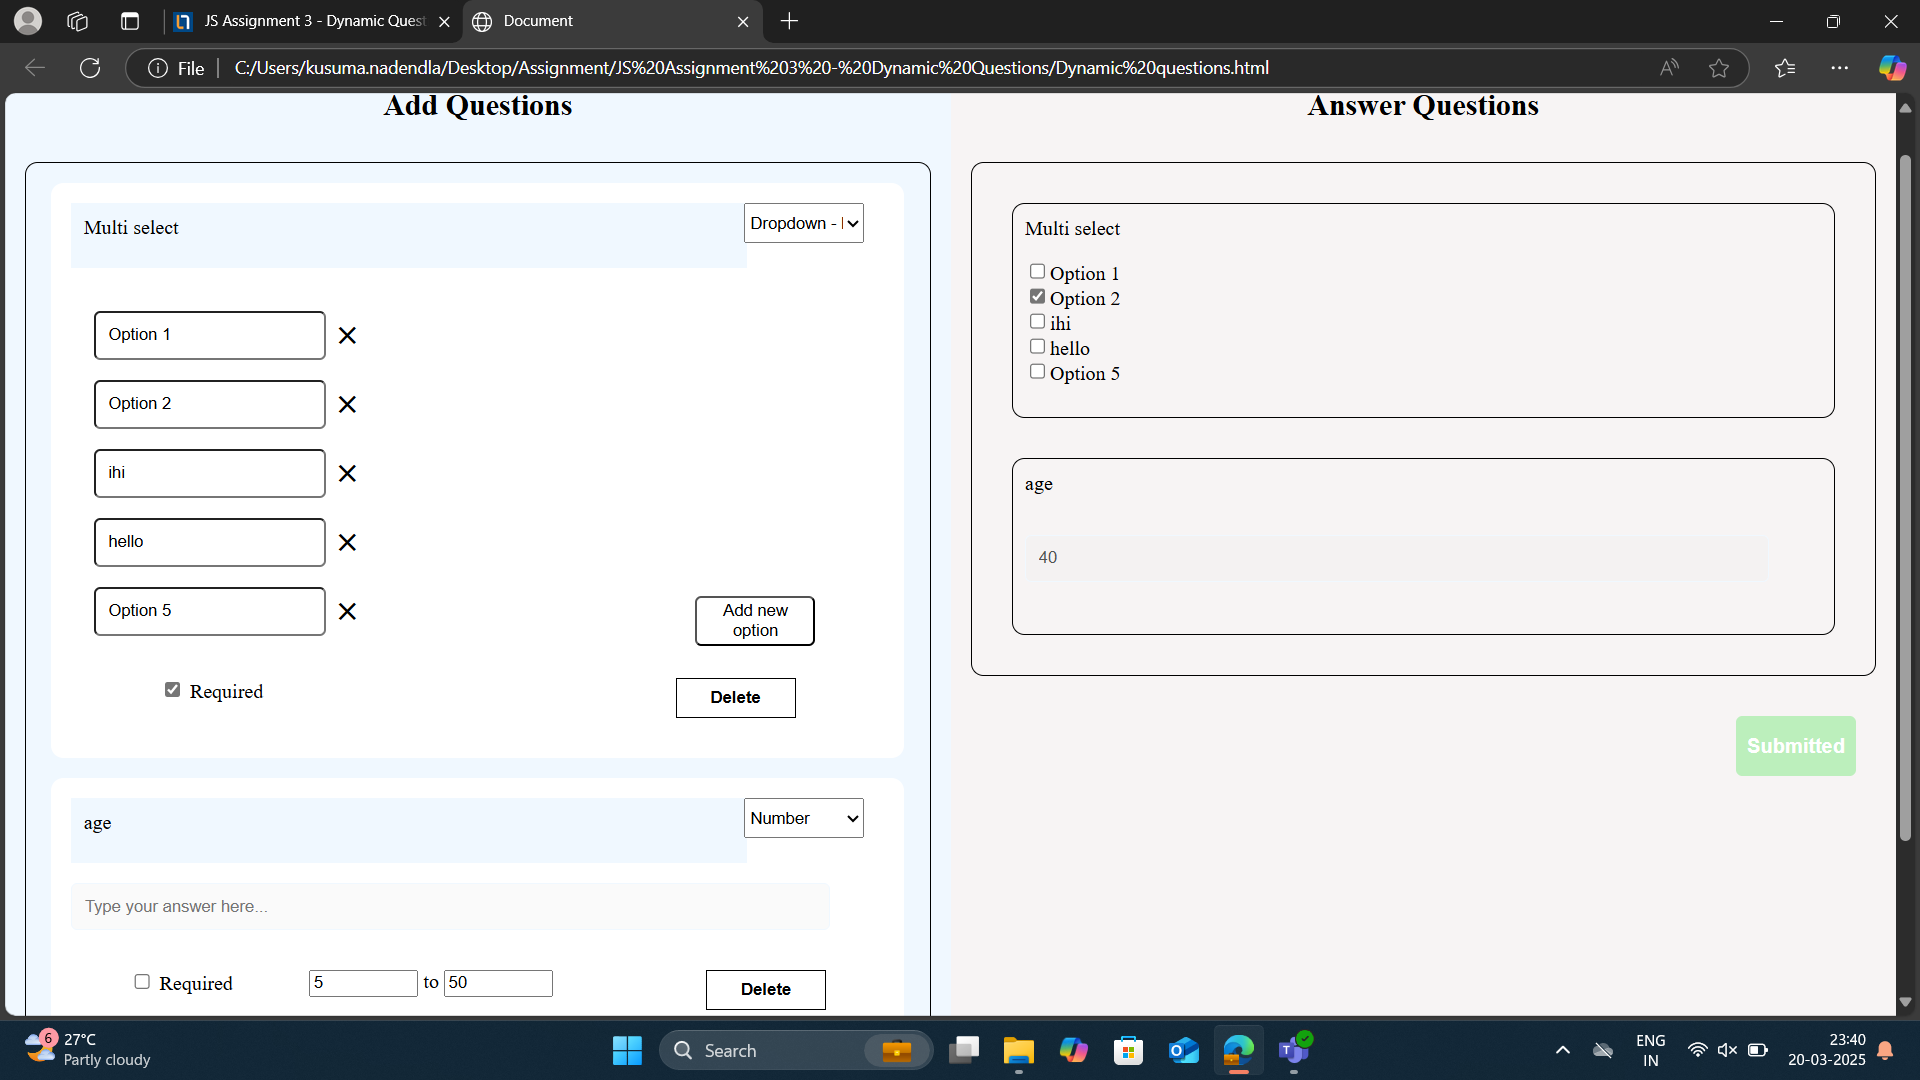 JS Assignment 3 - Dynamic Quest
Document
File
C:/Users/kusuma.nadendla/Desktop/Assignment/JS%20Assignment%203%20-%20Dynamic%20Questions/Dynamic%20questions.html
Add Questions
Multi select
Dropdown -
Option 1
Option 2
ihi
hello
Option 5
Add new
option
Required
Delete
age
Number
Type your answer here...
Required
5 to 50
Delete
Answer Questions
Multi select
Option 1
Option 2
ihi
hello
Option 5
age
40
Submitted
6
27°C
Partly cloudy
Search
ENG
IN
23:40
20-03-2025